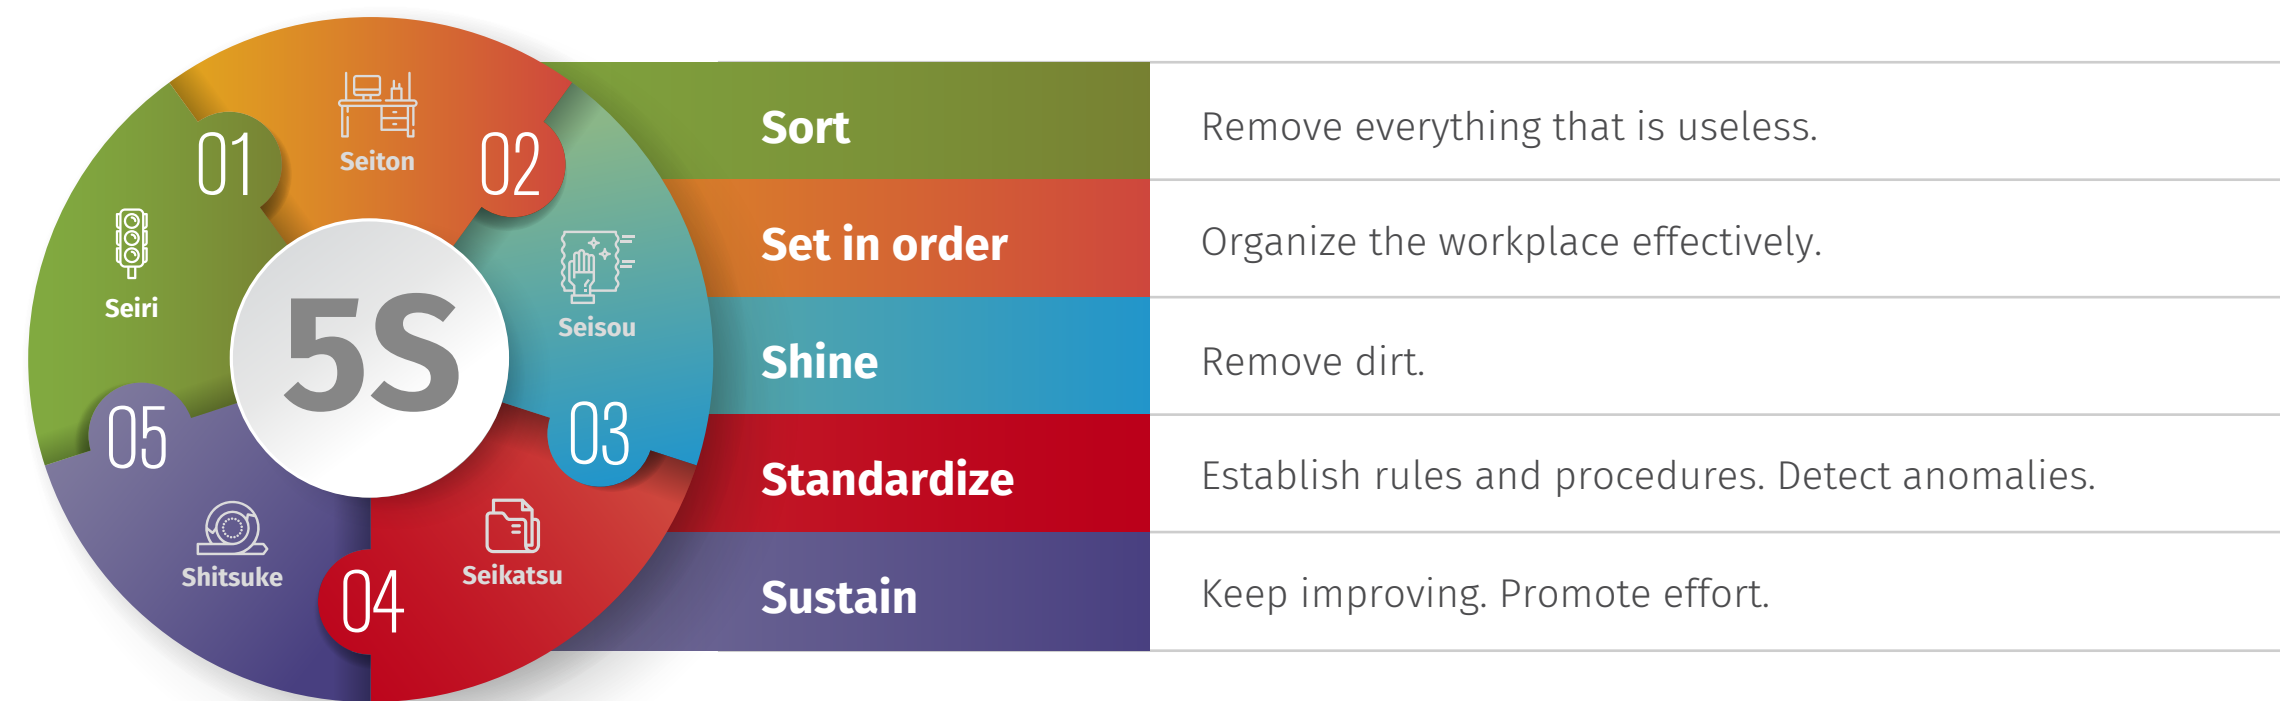 01
Seiton
02
Seiri
5S
Seisou
05
03
Shitsuke
04
Seikatsu
Sort
Remove everything that is useless.
Set in order
Organize the workplace effectively.
Shine
Remove dirt.
Standardize
Establish rules and procedures. Detect anomalies.
Sustain
Keep improving. Promote effort.